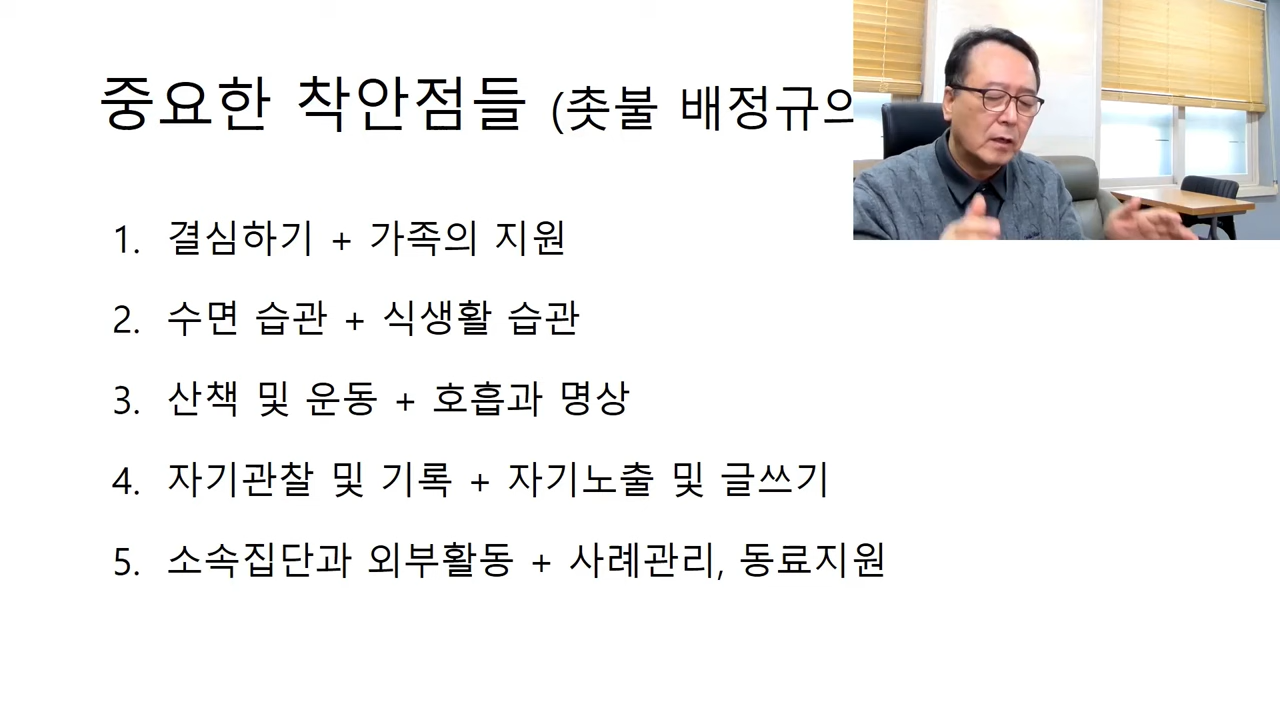 중요한 착안점들 (촛불 배정규의
1. 결심하기 + 가족의 지원
2. 수면 습관 + 식생활 습관
3. 산책 및 운동 + 호흡과 명상
4. 자기관찰 및 기록 + 자기노출 및 글쓰기
5. 소속집단과 외부활동 + 사례관리, 동료지원